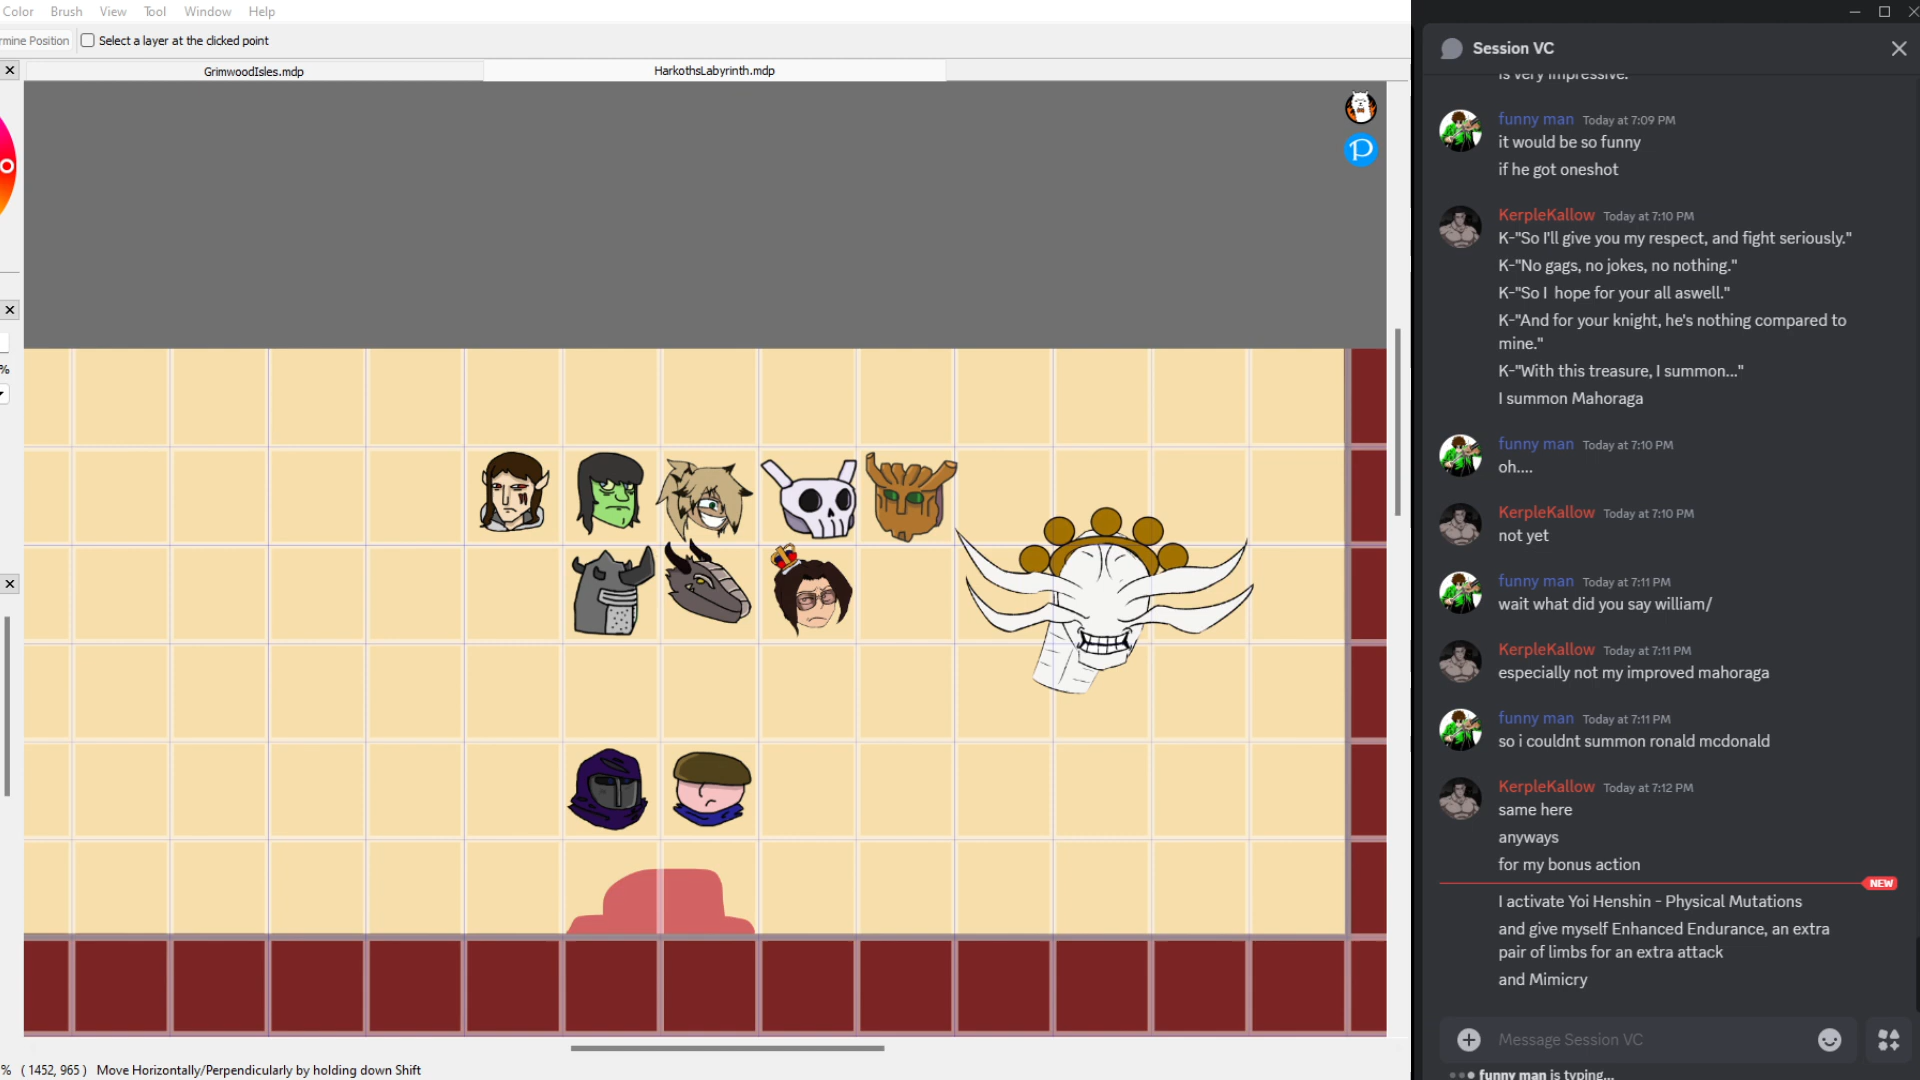 Color Brush View Tool Window Help
rmine Position Select a layer at the clicked point
GrimwoodIsles.mdp HarkothsLabyrinth.mdp
%
% ( 1452, 965 ) Move Horizontally/Perpendicularly by holding down Shift
Session VC
is very impressive.
funny man Today at 7:09 PM
it would be so funny
if he got oneshot
KerpleKallow Today at 7:10 PM
K-"So I'll give you my respect, and fight seriously."
K-"No gags, no jokes, no nothing."
K-"So I hope for your all aswell."
K-"And for your knight, he's nothing compared to
mine."
K-"With this treasure, I summon..."
I summon Mahoraga
funny man Today at 7:10 PM
oh....
KerpleKallow Today at 7:10 PM
not yet
funny man Today at 7:11 PM
wait what did you say william/
KerpleKallow Today at 7:11 PM
especially not my improved mahoraga
funny man Today at 7:11 PM
so i couldnt summon ronald mcdonald
KerpleKallow Today at 7:12 PM
same here
anyways
for my bonus action
NEW
I activate Yoi Henshin - Physical Mutations
and give myself Enhanced Endurance, an extra
pair of limbs for an extra attack
and Mimicry
Message Session VC
funny man is typing...